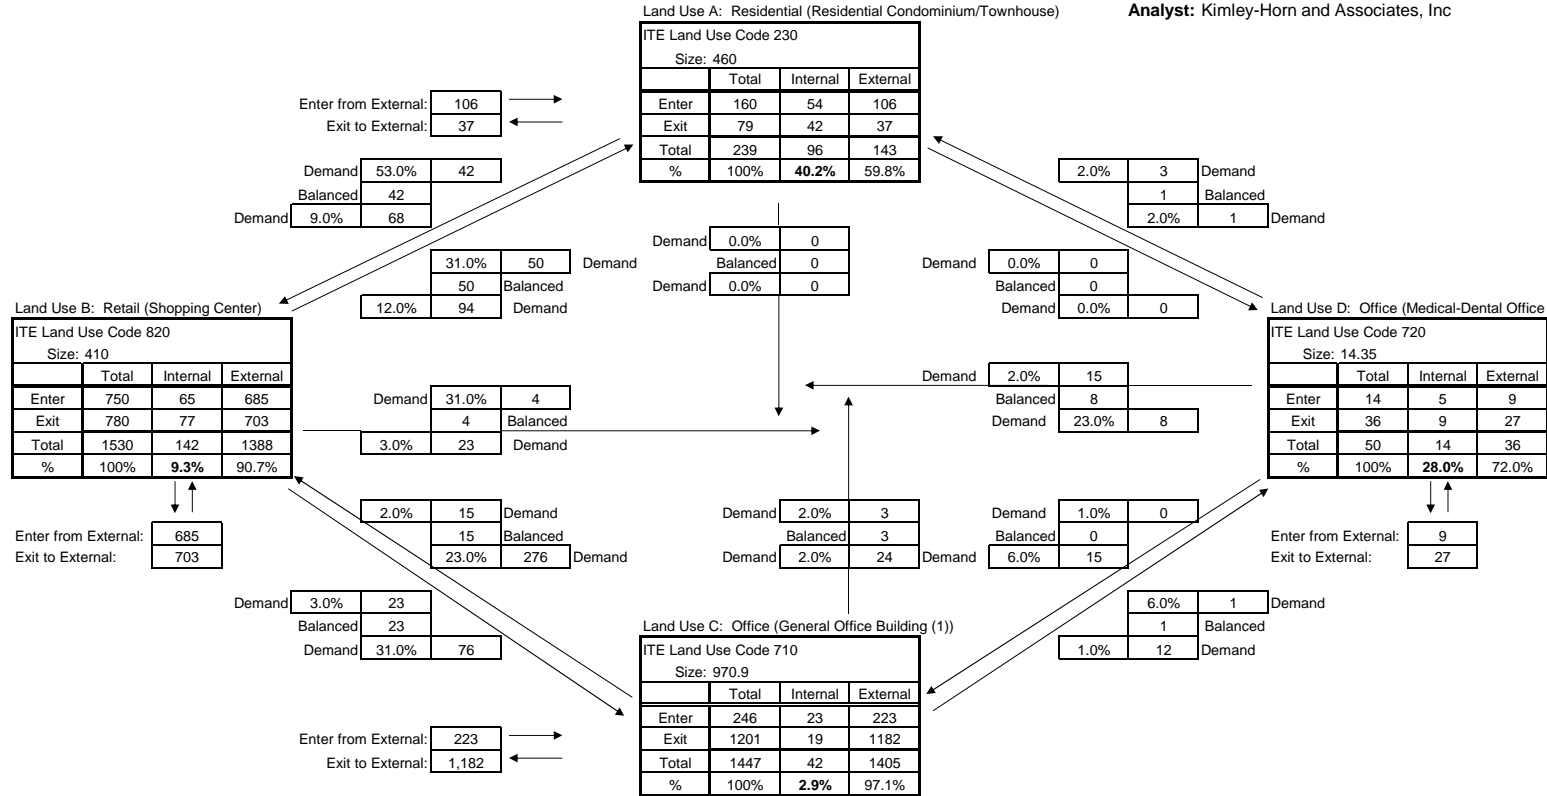 Land Use A: Residential (Residential Condominium/Townhouse)
Analyst: Kimley-Horn and Associates, Inc
ITE Land Use Code 230
Size: 460
Total Internal External
Enter 160 54 106
Exit 79 42 37
Total 239 96 143
% 100% 40.2% 59.8%
Enter from External: 106
Exit to External: 37
Demand 53.0% 42
Balanced 42
Demand 9.0% 68
2.0% 3 Demand
1 Balanced
2.0% 1 Demand
31.0% 50 Demand
50 Balanced
12.0% 94 Demand
Demand 0.0% 0
Balanced 0
Demand 0.0% 0
Demand 0.0% 0
Balanced 0
Demand 0.0% 0
Land Use B: Retail (Shopping Center)
ITE Land Use Code 820
Size: 410
Total Internal External
Enter 750 65 685
Exit 780 77 703
Total 1530 142 1388
% 100% 9.3% 90.7%
Enter from External: 685
Exit to External: 703
Demand 31.0% 4
4 Balanced
3.0% 23 Demand
Demand 2.0% 15
Balanced 8
Demand 23.0% 8
Land Use D: Office (Medical-Dental Office
ITE Land Use Code 720
Size: 14.35
Total Internal External
Enter 14 5 9
Exit 36 9 27
Total 50 14 36
% 100% 28.0% 72.0%
Enter from External: 9
Exit to External: 27
2.0% 15 Demand
15 Balanced
23.0% 276 Demand
Demand 2.0% 3
Balanced 3
Demand 2.0% 24
Demand 1.0% 0
Balanced 0
Demand 6.0% 15
Demand 3.0% 23
Balanced 23
Demand 31.0% 76
6.0% 1 Demand
1 Balanced
1.0% 12 Demand
Land Use C: Office (General Office Building (1))
ITE Land Use Code 710
Size: 970.9
Total Internal External
Enter 246 23 223
Exit 1201 19 1182
Total 1447 42 1405
% 100% 2.9% 97.1%
Enter from External: 223
Exit to External: 1,182